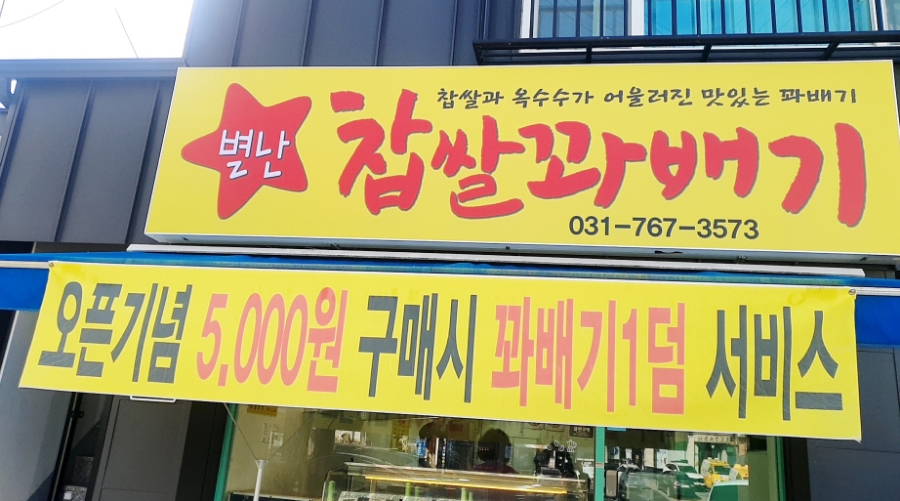 찹쌀과 옥수수가 어울러진 맛있는 꽈배기
별난
찹쌀꽈배기
031-767-3573
오픈기념 5,000원 구매시 꽈배기1덤 서비스